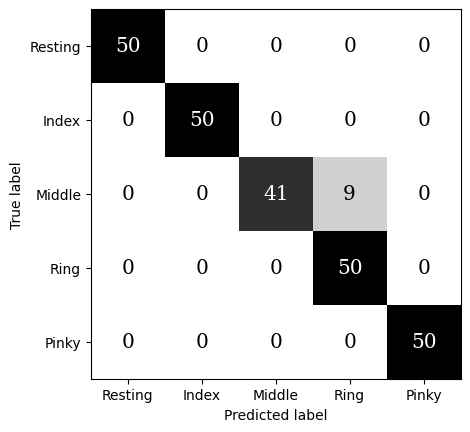 True label
Resting 50 0 0 0 0
Index 0 50 0 0 0
Middle 0 0 41 9 0
Ring 0 0 0 50 0
Pinky 0 0 0 0 50
Resting Index Middle Ring Pinky
Predicted label